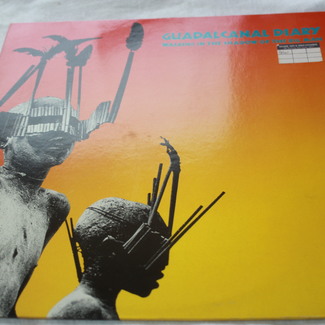 GUADALCANAL DIARY
WALKING IN THE SHADOW OF THE BIG MAN